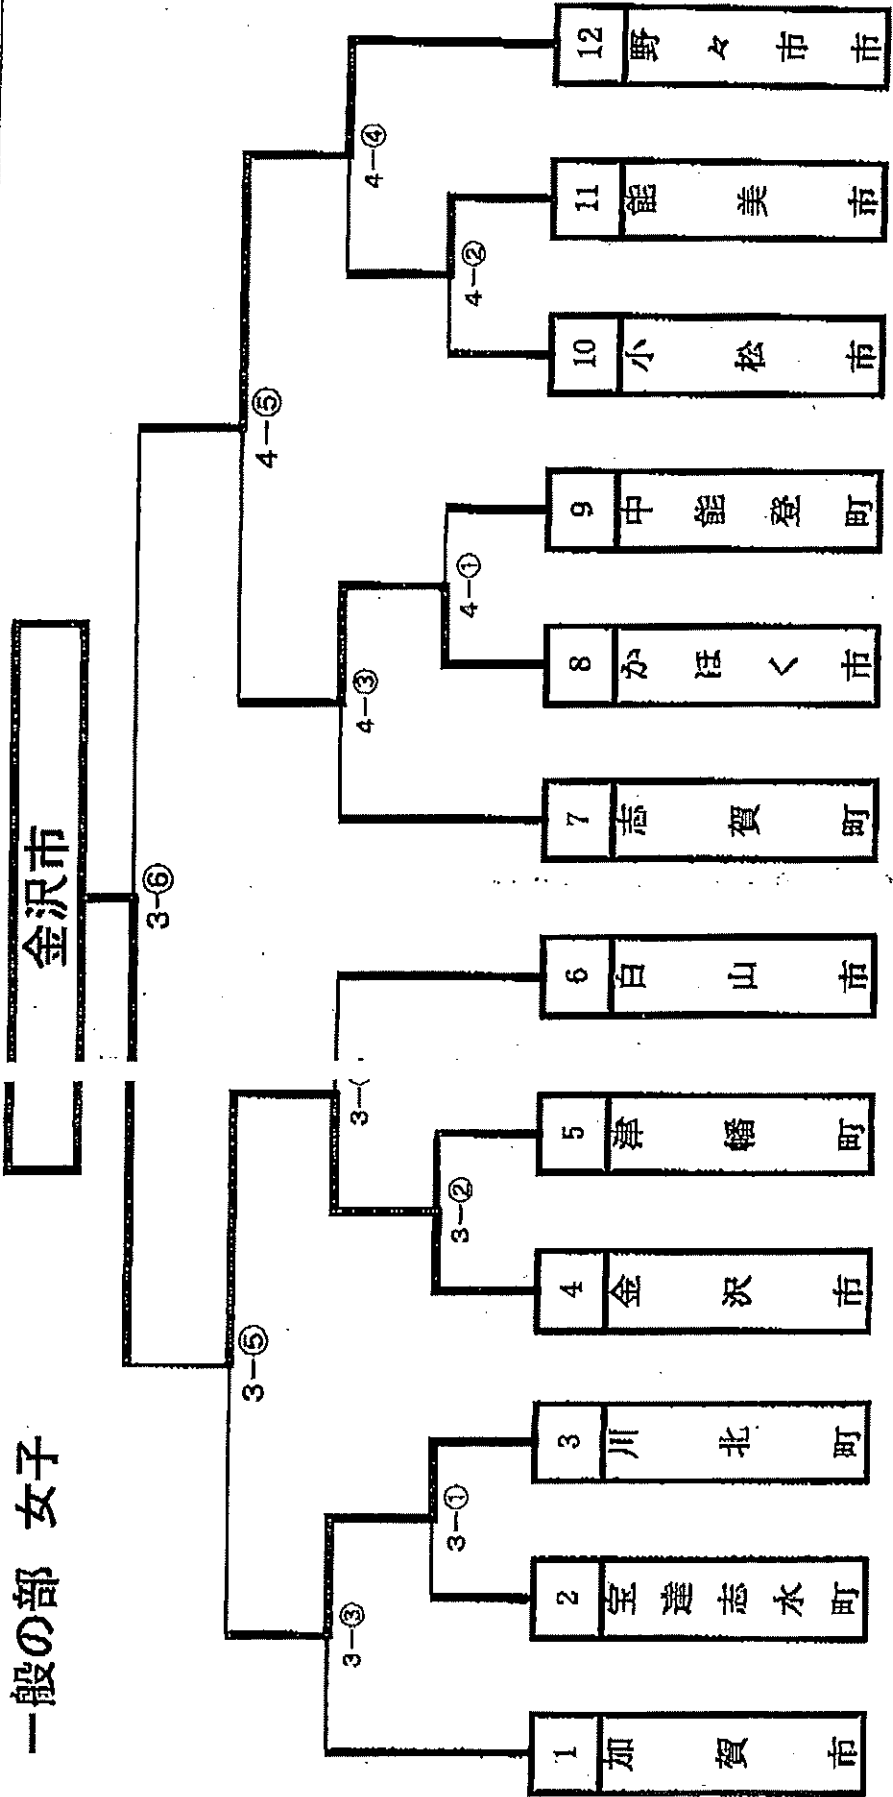 一般の部 女子
金沢市
3-⑥
3-⑤
4-⑤
3-③
3-(
4-③
4-④
3-①
3-②
4-①
4-②
1 加賀市
2 宝達志水町
3 川北町
4 金沢市
5 津幡町
6 白山市
7 志賀町
8 かほく市
9 中能登町
10 小松市
11 能美市
12 野々市市